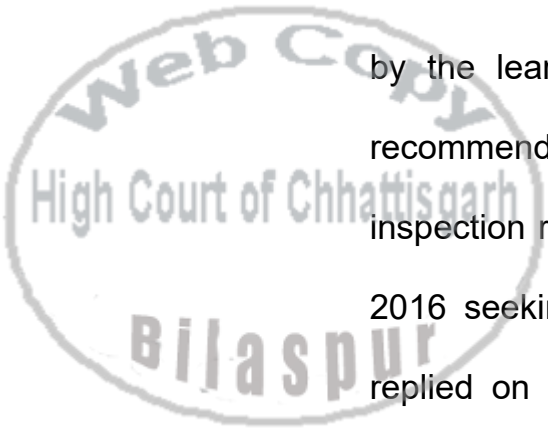 Web Copy
High Court of Chhattisgarh
Bilaspur
by the lear
recommend
inspection r
2016 seekin
replied on